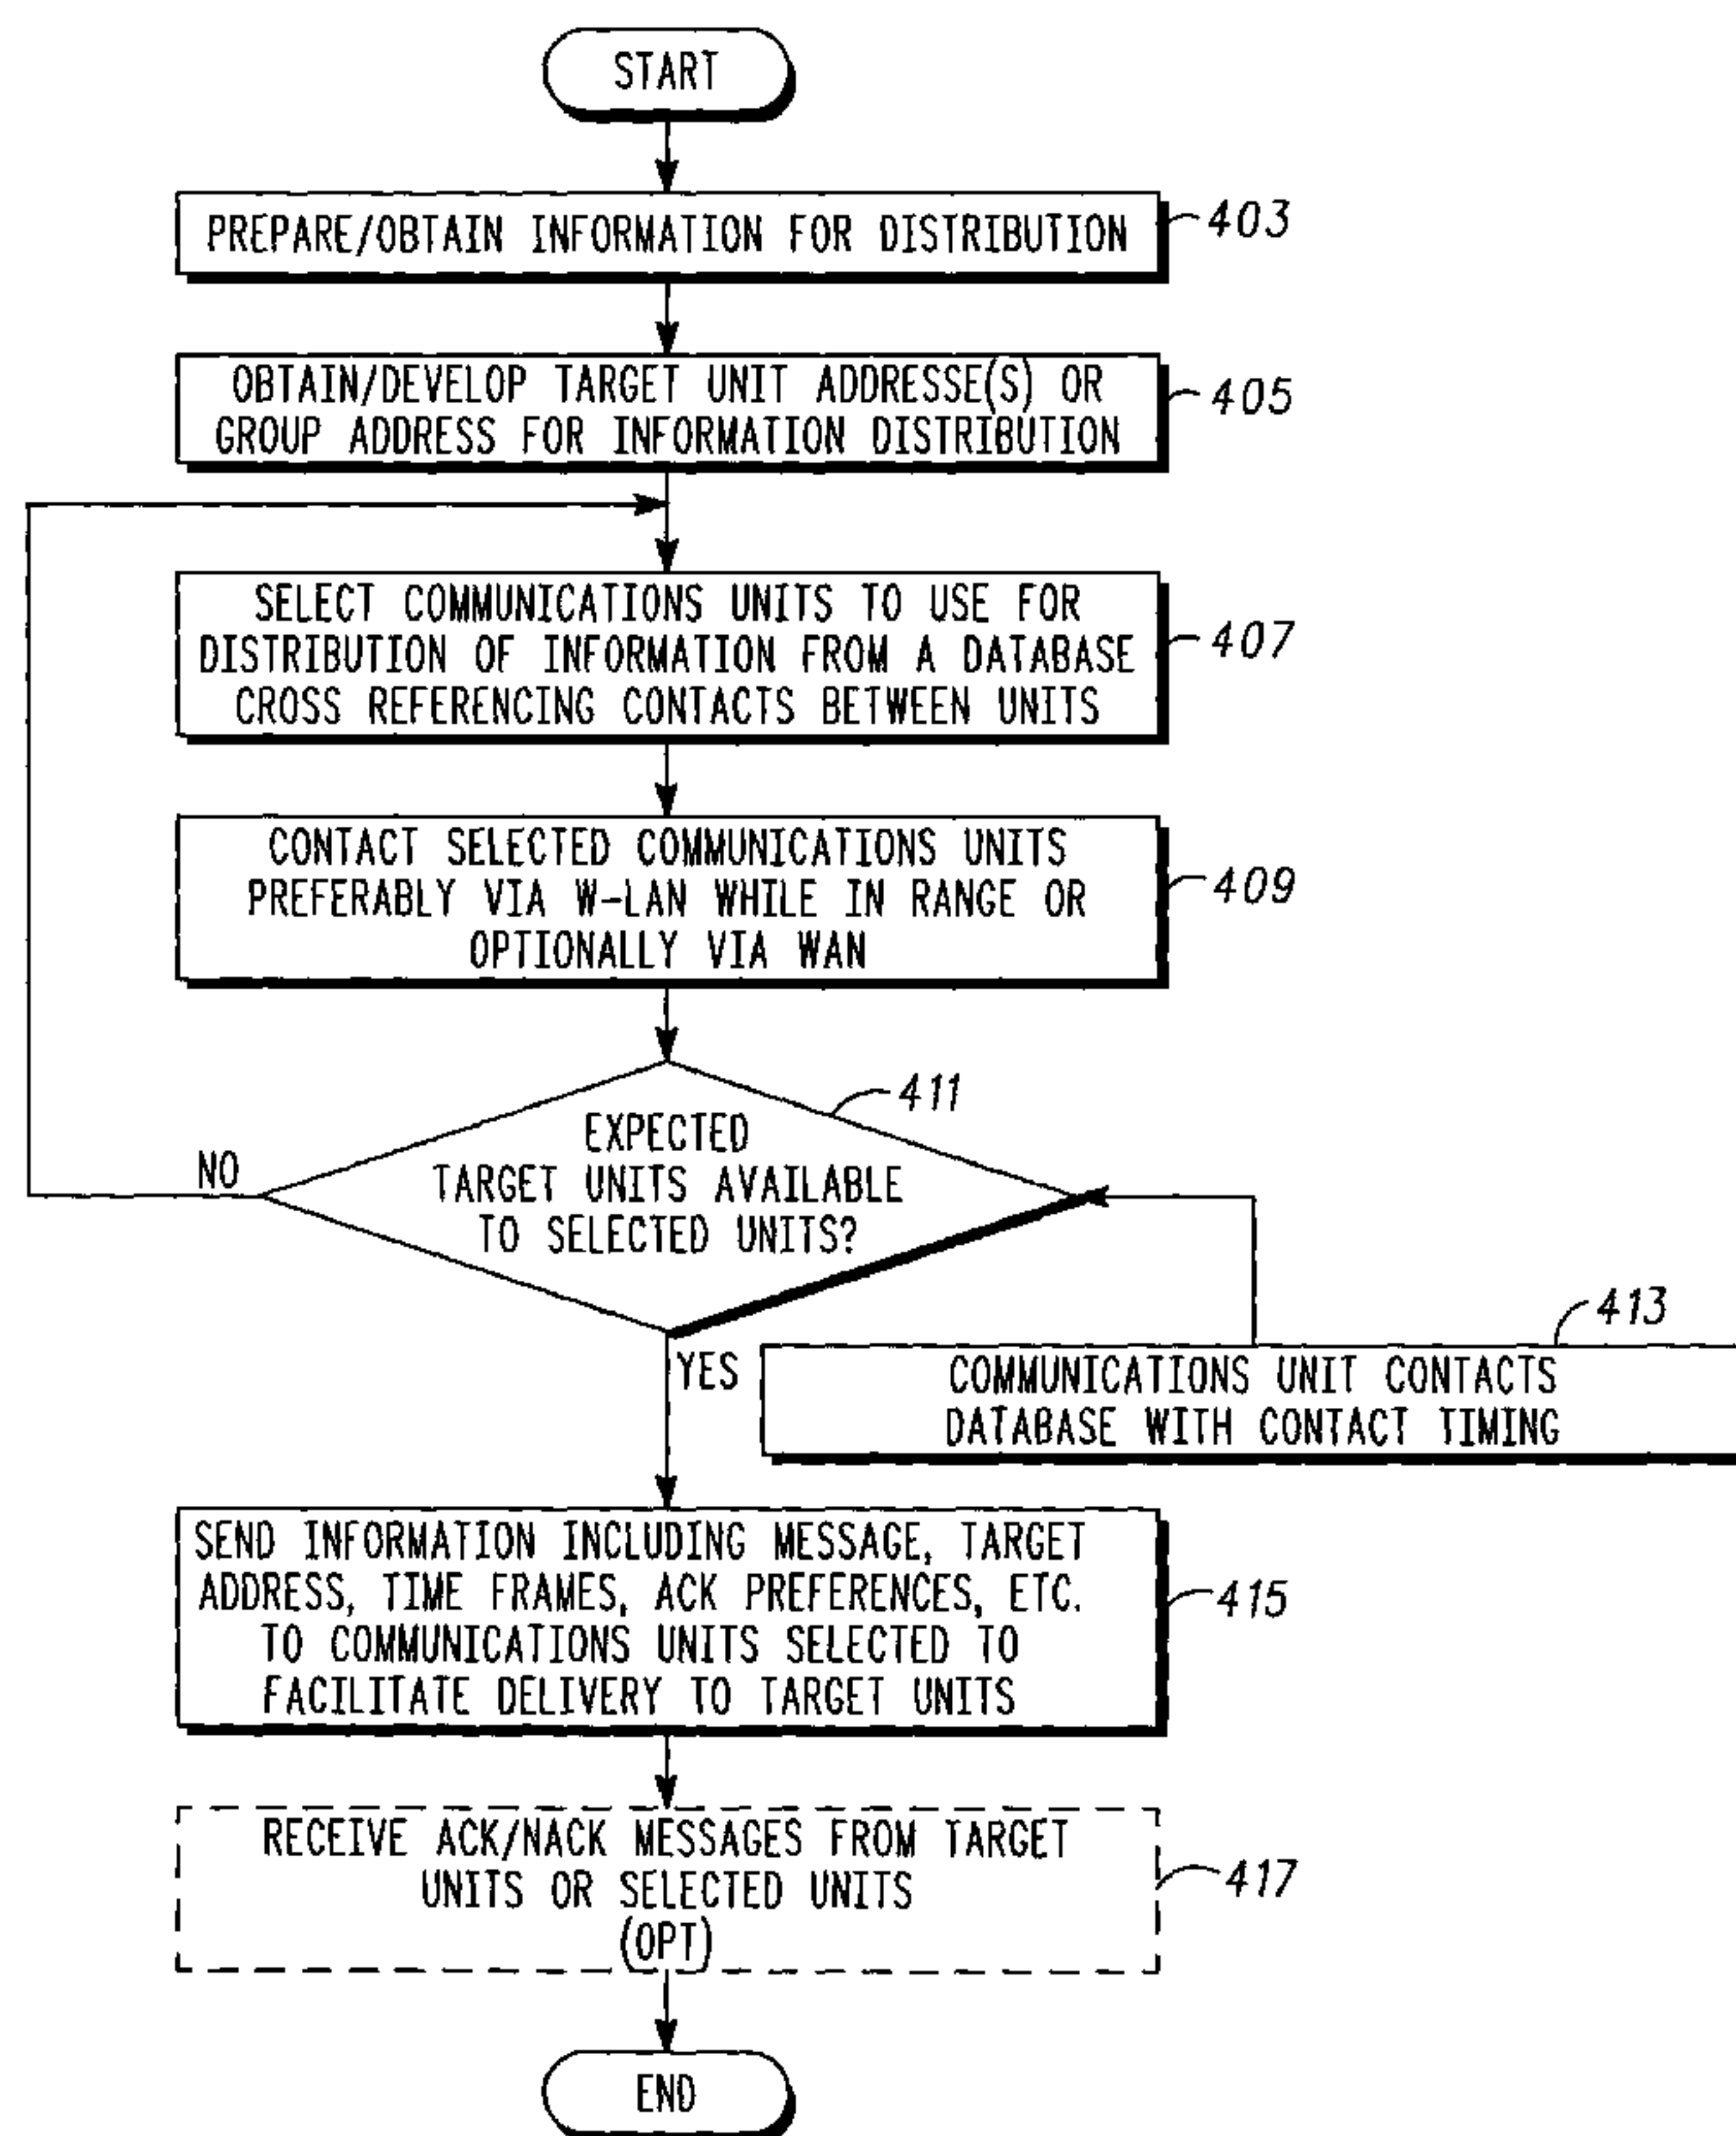 START
PREPARE/OBTAIN INFORMATION FOR DISTRIBUTION
403
OBTAIN/DEVELOP TARGET UNIT ADDRESSE(S) OR
GROUP ADDRESS FOR INFORMATION DISTRIBUTION
405
SELECT COMMUNICATIONS UNITS TO USE FOR
DISTRIBUTION OF INFORMATION FROM A DATABASE
CROSS REFERENCING CONTACTS BETWEEN UNITS
407
CONTACT SELECTED COMMUNICATIONS UNITS
PREFERABLY VIA W-LAN WHILE IN RANGE OR
OPTIONALLY VIA WAN
409
411
EXPECTED
TARGET UNITS AVAILABLE
TO SELECTED UNITS?
NO
YES
413
COMMUNICATIONS UNIT CONTACTS
DATABASE WITH CONTACT TIMING
SEND INFORMATION INCLUDING MESSAGE, TARGET
ADDRESS, TIME FRAMES, ACK PREFERENCES, ETC.
TO COMMUNICATIONS UNITS SELECTED TO
FACILITATE DELIVERY TO TARGET UNITS
415
RECEIVE ACK/NACK MESSAGES FROM TARGET
UNITS OR SELECTED UNITS
(OPT)
417
END